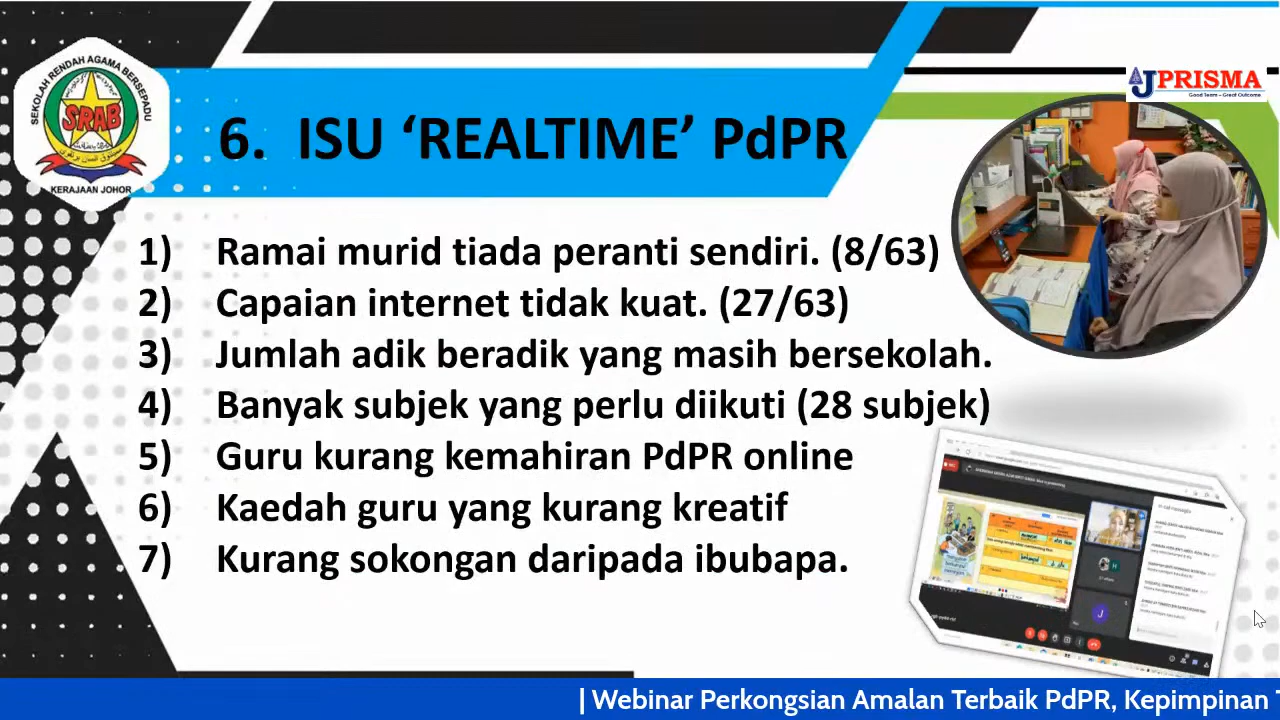 SEKOLAH RENDAH AGAMA BERSEPADU
SRAB
KERAJAAN JOHOR
JPRISMA
Good Team - Great Outcome
6. ISU ‘REALTIME’ PdPR
1) Ramai murid tiada peranti sendiri. (8/63)
2) Capaian internet tidak kuat. (27/63)
3) Jumlah adik beradik yang masih bersekolah.
4) Banyak subjek yang perlu diikuti (28 subjek)
5) Guru kurang kemahiran PdPR online
6) Kaedah guru yang kurang kreatif
7) Kurang sokongan daripada ibubapa.
| Webinar Perkongsian Amalan Terbaik PdPR, Kepimpinan